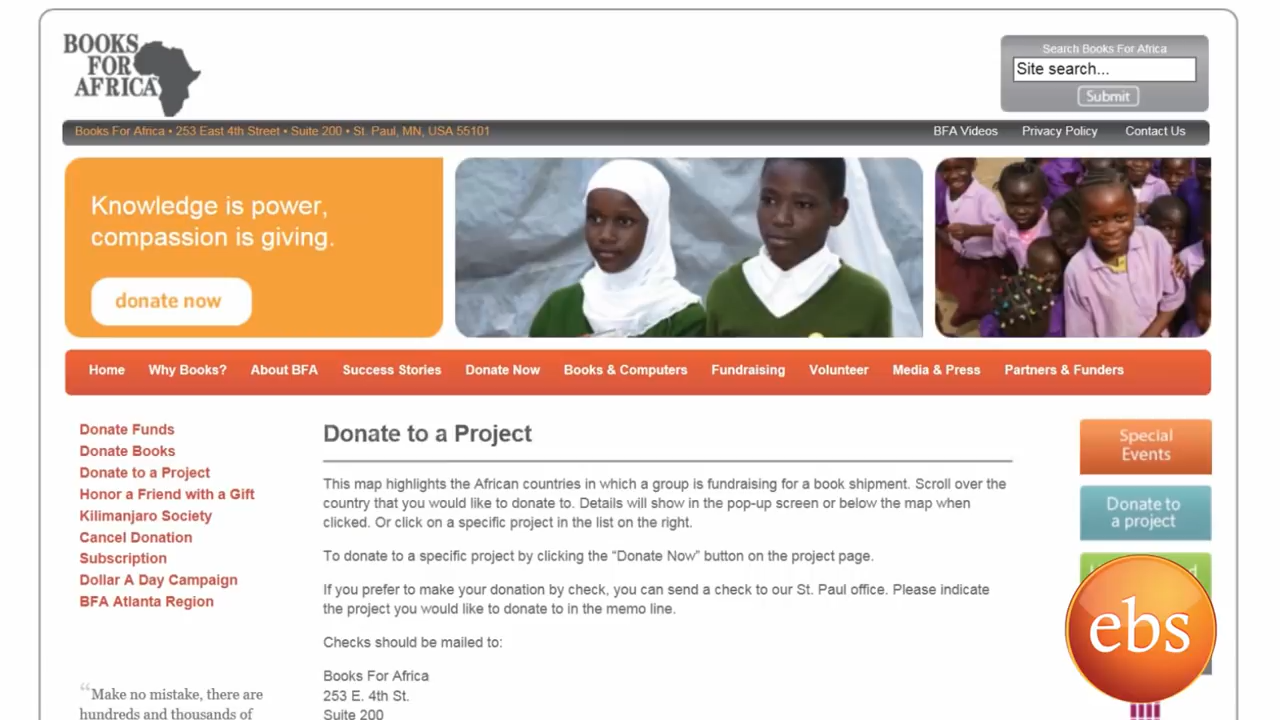 BOOKS
FOR
AFRICA
Search Books For Africa
Site search...
Submit
Books For Africa • 253 East 4th Street • Suite 200 • St. Paul, MN, USA 55101
BFA Videos Privacy Policy Contact Us
Knowledge is power,
compassion is giving.
donate now
Home Why Books? About BFA Success Stories Donate Now Books & Computers Fundraising Volunteer Media & Press Partners & Funders
Donate Funds
Donate Books
Donate to a Project
Honor a Friend with a Gift
Kilimanjaro Society
Cancel Donation
Subscription
Dollar A Day Campaign
BFA Atlanta Region
“Make no mistake, there are
hundreds and thousands of
Donate to a Project
This map highlights the African countries in which a group is fundraising for a book shipment. Scroll over the
country that you would like to donate to. Details will show in the pop-up screen or below the map when
clicked. Or click on a specific project in the list on the right.
To donate to a specific project by clicking the “Donate Now” button on the project page.
If you prefer to make your donation by check, you can send a check to our St. Paul office. Please indicate
the project you would like to donate to in the memo line.
Checks should be mailed to:
Books For Africa
253 E. 4th St.
Suite 200
Special
Events
Donate to
a project
ebs